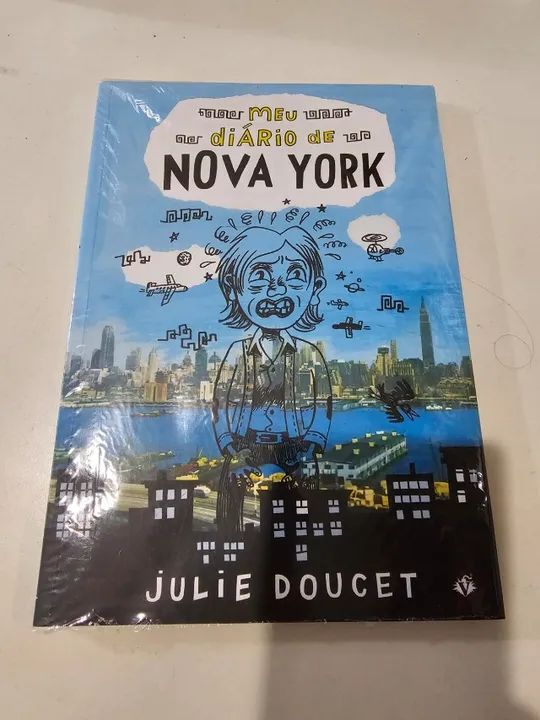 MEU
DiÁRIO DE
NOVA YORK
JULiE DOUCET